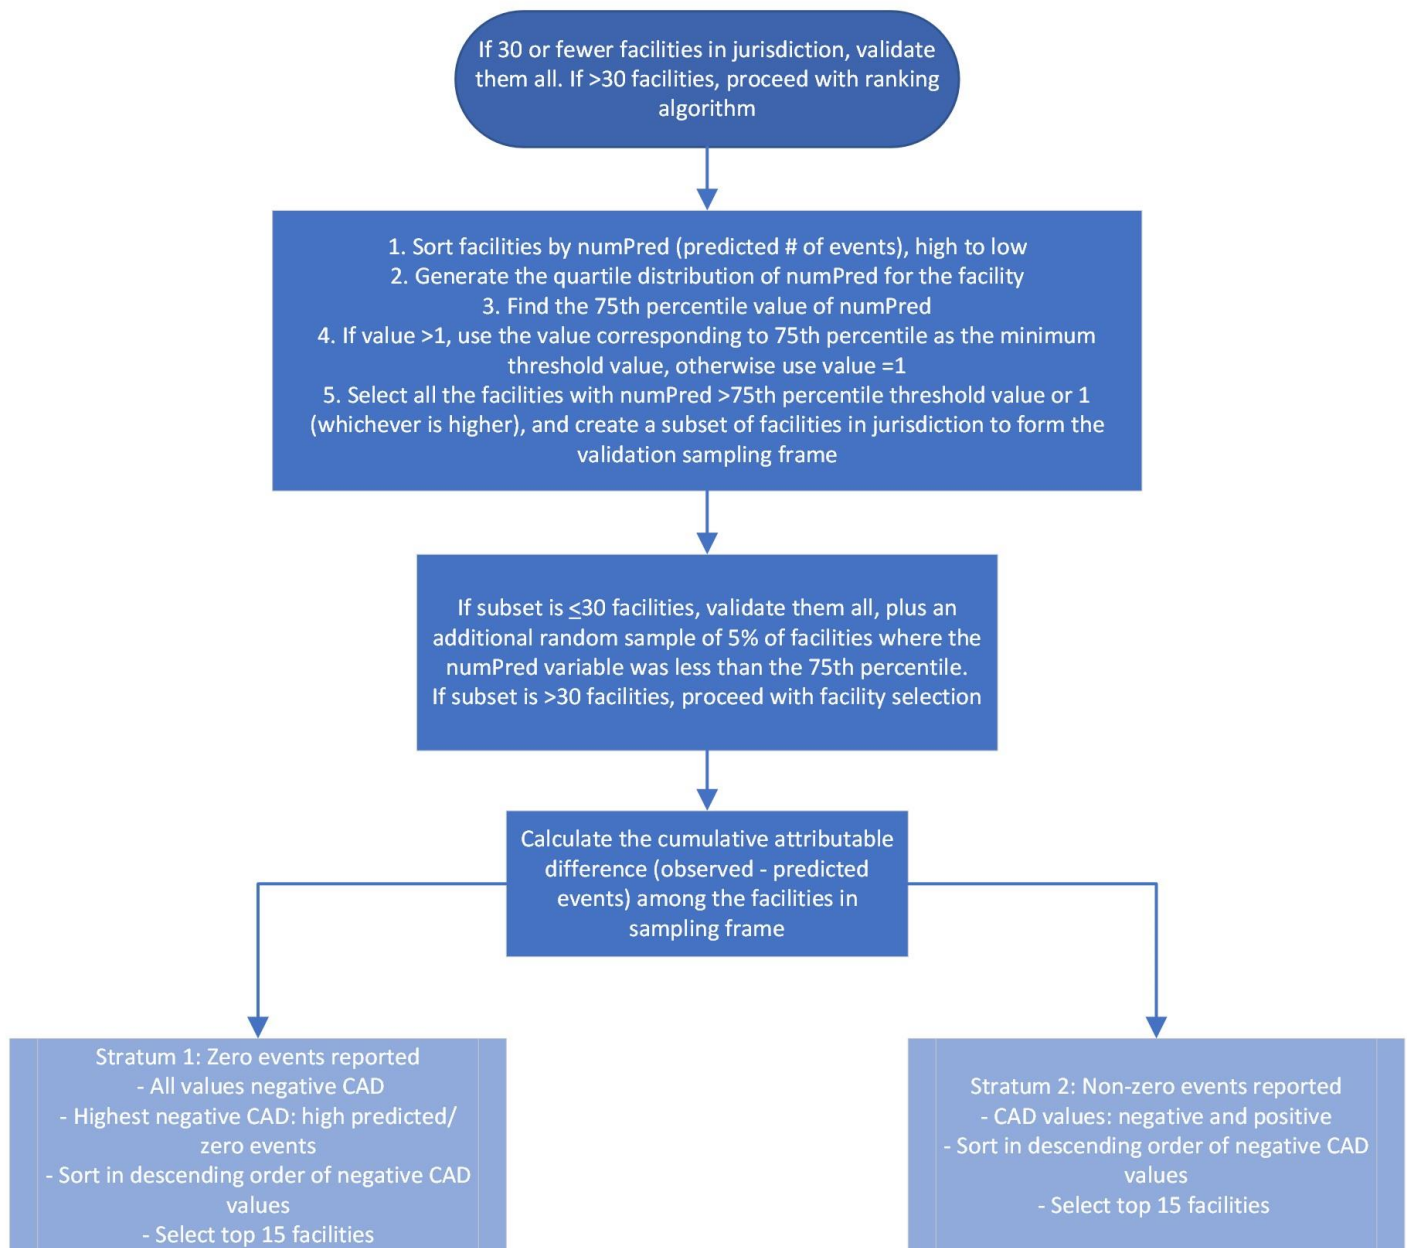 If 30 or fewer facilities in jurisdiction, validate
them all. If >30 facilities, proceed with ranking
algorithm
1. Sort facilities by numPred (predicted # of events), high to low
2. Generate the quartile distribution of numPred for the facility
3. Find the 75th percentile value of numPred
4. If value >1, use the value corresponding to 75th percentile as the minimum
threshold value, otherwise use value =1
5. Select all the facilities with numPred >75th percentile threshold value or 1
(whichever is higher), and create a subset of facilities in jurisdiction to form the
validation sampling frame
If subset is ≤30 facilities, validate them all, plus an
additional random sample of 5% of facilities where the
numPred variable was less than the 75th percentile.
If subset is >30 facilities, proceed with facility selection
Calculate the cumulative attributable
difference (observed - predicted
events) among the facilities in
sampling frame
Stratum 1: Zero events reported
- All values negative CAD
- Highest negative CAD: high predicted/
zero events
- Sort in descending order of negative CAD
values
- Select top 15 facilities
Stratum 2: Non-zero events reported
- CAD values: negative and positive
- Sort in descending order of negative CAD
values
- Select top 15 facilities